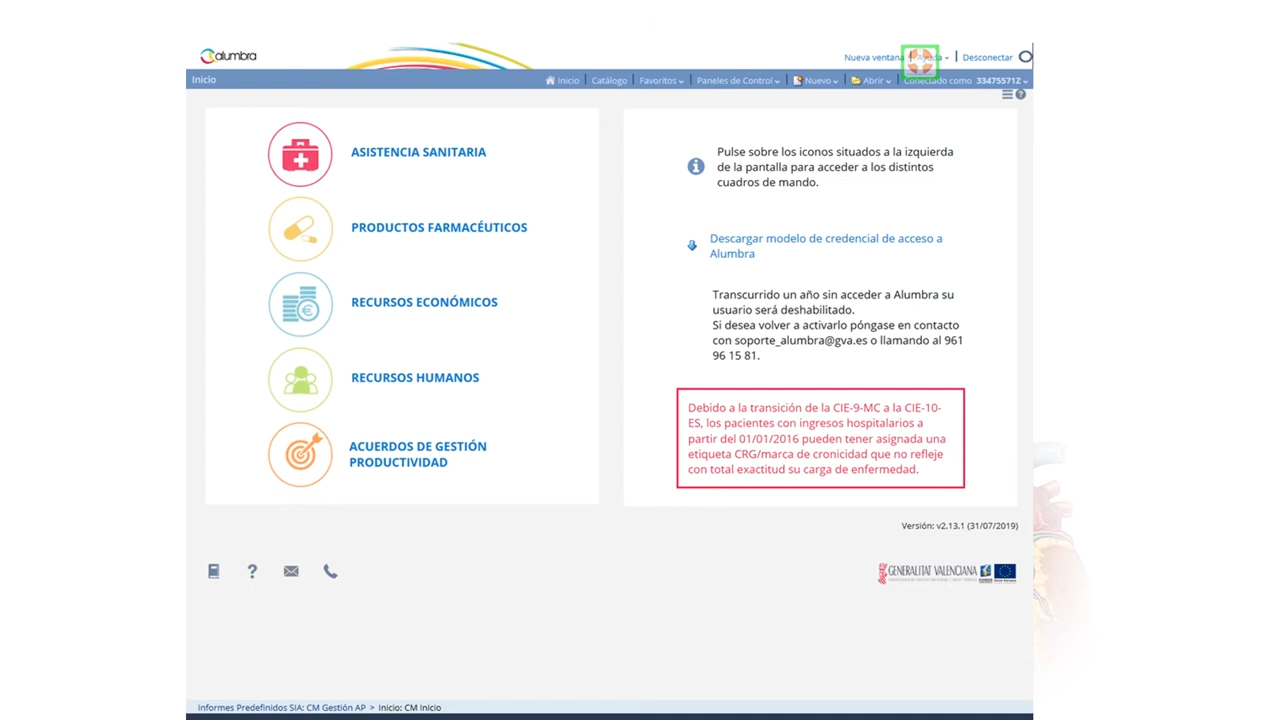 alumbra
Nueva ventana | Ayuda | Desconectar
Inicio
Inicio | Catálogo | Favoritos | Paneles de Control | Nuevo | Abrir | Conectado como 33475571Z
ASISTENCIA SANITARIA
PRODUCTOS FARMACÉUTICOS
RECURSOS ECONÓMICOS
RECURSOS HUMANOS
ACUERDOS DE GESTIÓN
PRODUCTIVIDAD
Pulse sobre los iconos situados a la izquierda
de la pantalla para acceder a los distintos
cuadros de mando.
Descargar modelo de credencial de acceso a
Alumbra
Transcurrido un año sin acceder a Alumbra su
usuario será deshabilitado.
Si desea volver a activarlo póngase en contacto
con soporte_alumbra@gva.es o llamando al 961
96 15 81.
Debido a la transición de la CIE-9-MC a la CIE-10-
ES, los pacientes con ingresos hospitalarios a
partir del 01/01/2016 pueden tener asignada una
etiqueta CRG/marca de cronicidad que no refleje
con total exactitud su carga de enfermedad.
Versión: v2.13.1 (31/07/2019)
GENERALITAT VALENCIANA
Informes Predefinidos SIA: CM Gestión AP > Inicio: CM Inicio